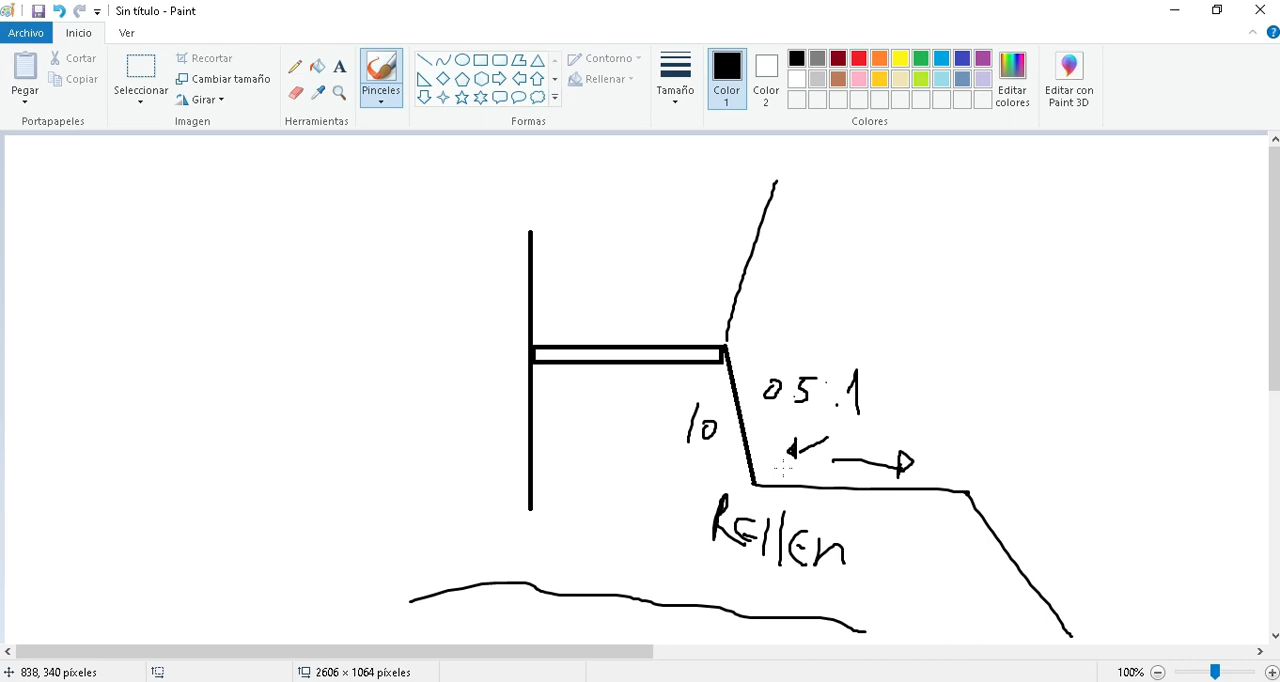 Sin título - Paint
Archivo Inicio Ver
Pegar
Cortar
Copiar
Portapapeles
Seleccionar
Recortar
Cambiar tamaño
Girar
Imagen
A
Herramientas
Pinceles
Contorno
Rellenar
Formas
Tamaño
Color 1
Color 2
Editar colores
Colores
Editar con Paint 3D
05:1
10
REllEn
838, 340 píxeles
2606 × 1064 píxeles
100%